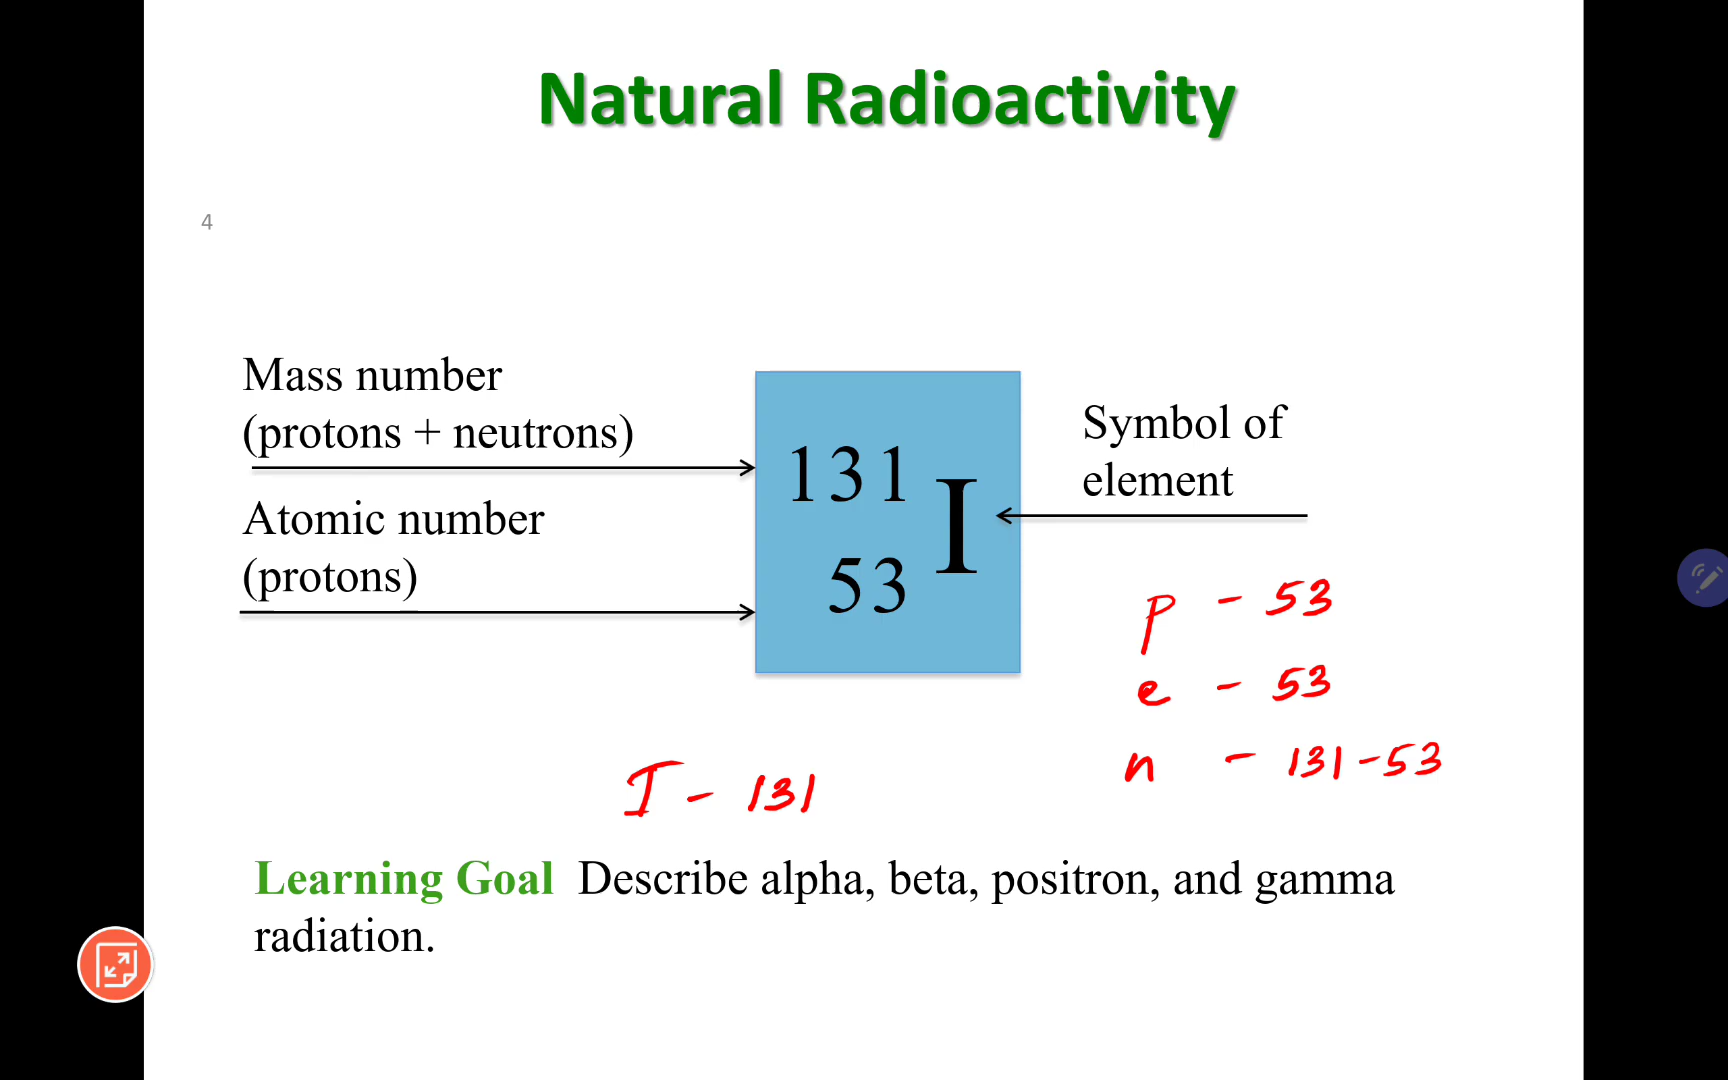 Natural Radioactivity
4
Mass number
(protons + neutrons)
Atomic number
(protons)
131
53
I
Symbol of
element
p - 53
e - 53
n - 131-53
I - 131
Learning Goal Describe alpha, beta, positron, and gamma
radiation.